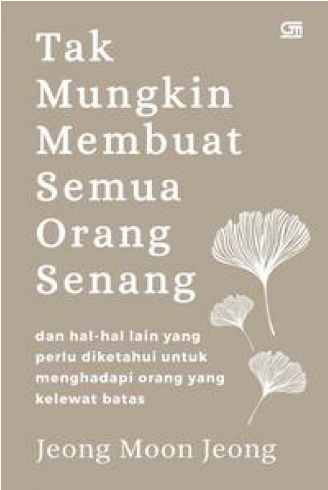 Tak
Mungkin
Membuat
Semua
Orang
Senang
dan hal-hal lain yang
perlu diketahui untuk
menghadapi orang yang
kelewat batas
Jeong Moon Jeong